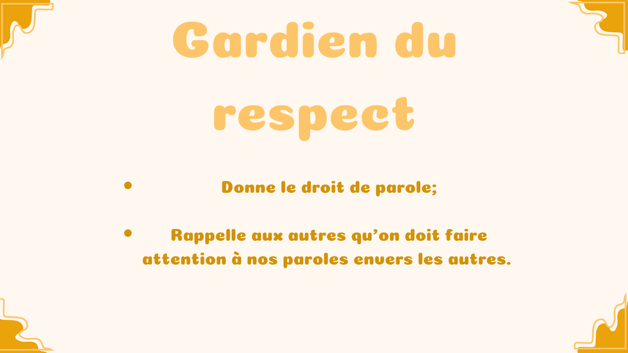 Gardien du
respect
• Donne le droit de parole;
• Rappelle aux autres qu'on doit faire
attention à nos paroles envers les autres.